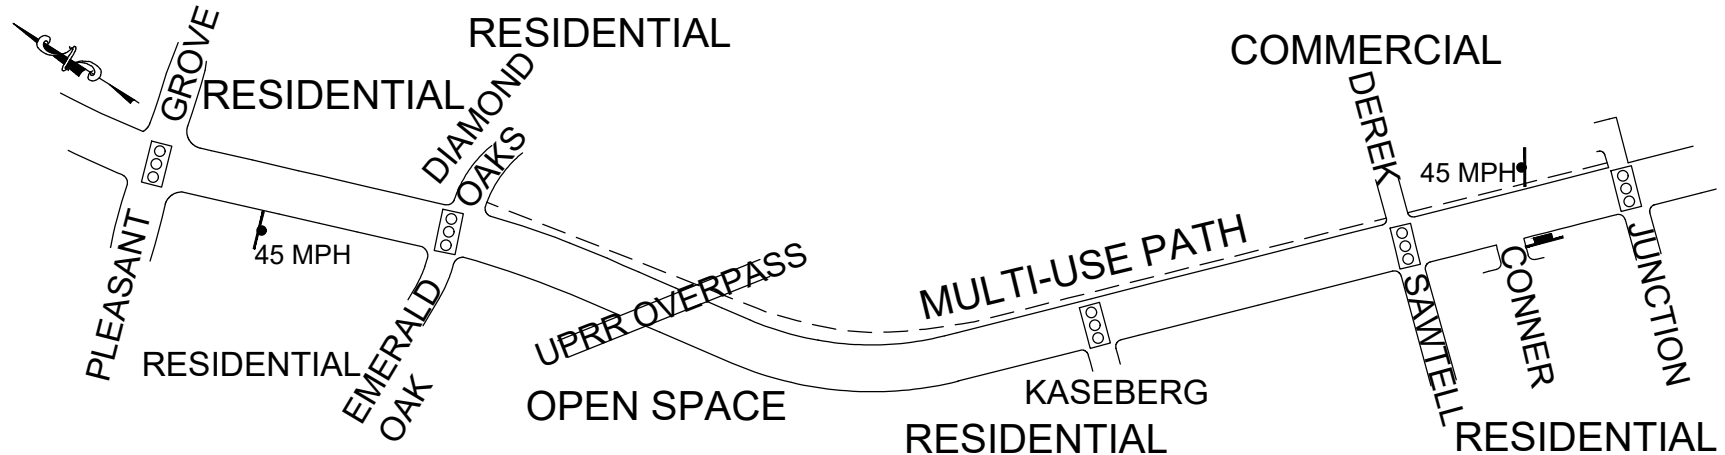 RESIDENTIAL
COMMERCIAL
GROVE
RESIDENTIAL
DIAMOND
OAKS
DEREK
45 MPH
45 MPH
PLEASANT
MULTI-USE PATH
UPRR OVERPASS
JUNCTION
CONNER
SAWTELL
RESIDENTIAL
EMERALD
OAK
OPEN SPACE
KASEBERG
RESIDENTIAL
RESIDENTIAL